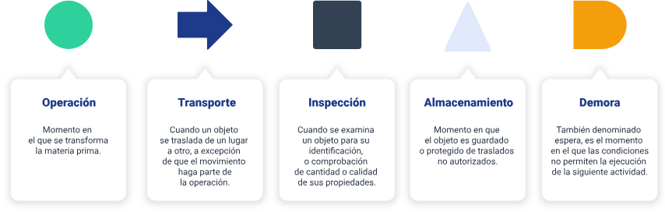 Operación
Momento en
el que se transforma
la materia prima.
Transporte
Cuando un objeto
se traslada de un lugar
a otro, a excepción
de que el movimiento
haga parte de
la operación.
Inspección
Cuando se examina
un objeto para su
identificación,
o comprobación
de cantidad o calidad
de sus propiedades.
Almacenamiento
Momento en que
el objeto es guardado
o protegido de traslados
no autorizados.
Demora
También denominado
espera, es el momento
en el que las condiciones
no permiten la ejecución
de la siguiente actividad.